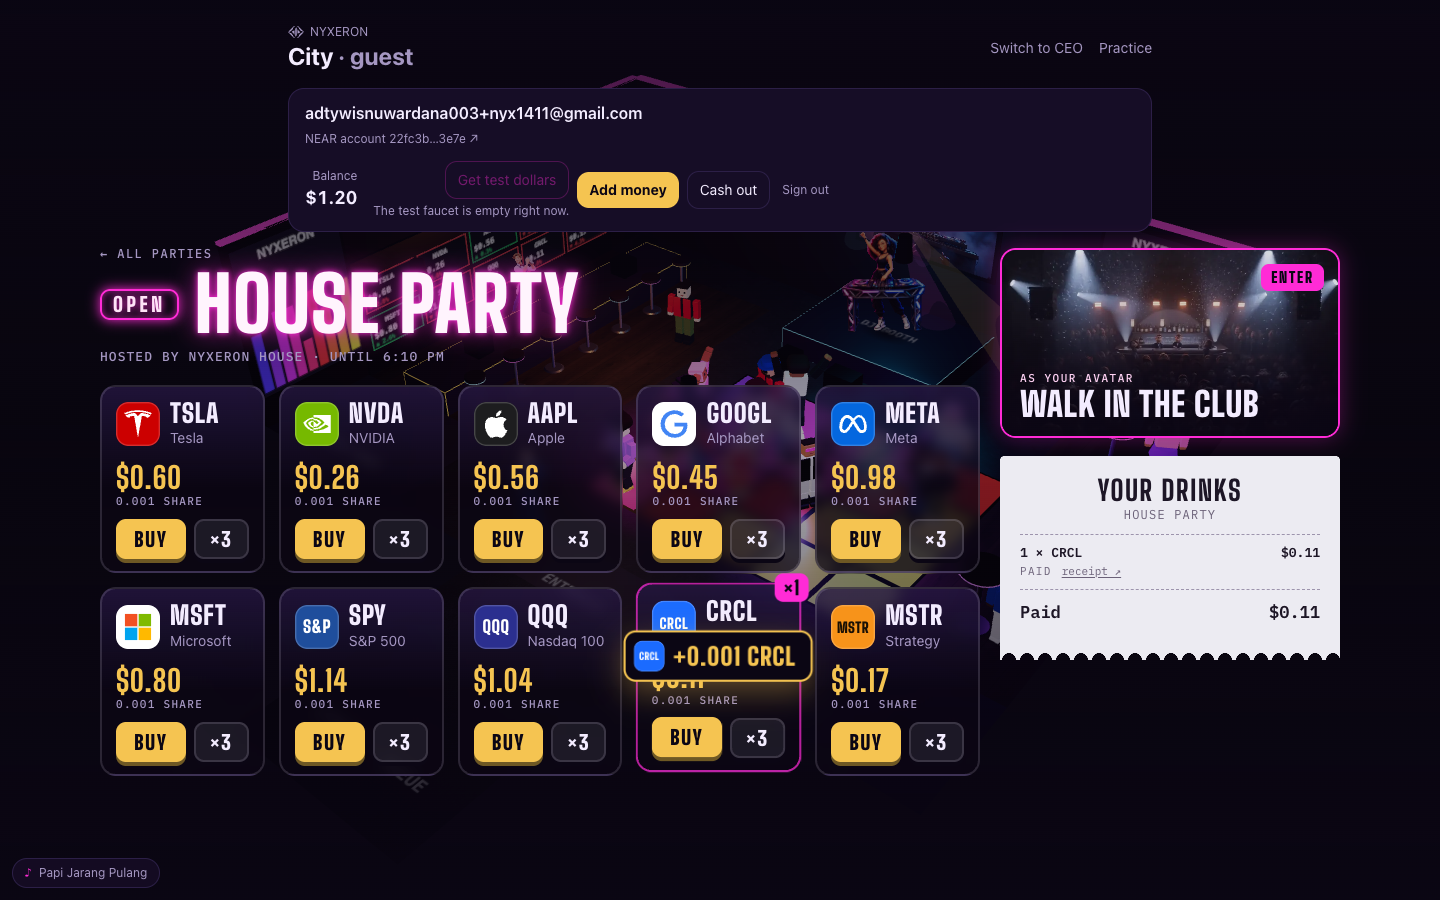 NYXERON
City · guest
Switch to CEO
Practice
adtywisnuwardana003+nyx1411@gmail.com
NEAR account 22fc3b...3e7e ↗
Balance
$1.20
Get test dollars
The test faucet is empty right now.
Add money
Cash out
Sign out
← ALL PARTIES
NYXERON
OPEN
HOUSE PARTY
HOSTED BY NYXERON HOUSE · UNTIL 6:10 PM
DJ BOOTH
ENTER
AS YOUR AVATAR
WALK IN THE CLUB
TSLA
Tesla
$0.60
0.001 SHARE
BUY ×3
NVDA
NVIDIA
$0.26
0.001 SHARE
BUY ×3
AAPL
Apple
$0.56
0.001 SHARE
BUY ×3
GOOGL
Alphabet
$0.45
0.001 SHARE
BUY ×3
META
Meta
$0.98
0.001 SHARE
BUY ×3
MSFT
Microsoft
$0.80
0.001 SHARE
BUY ×3
S&P
SPY
S&P 500
$1.14
0.001 SHARE
BUY ×3
QQQ
QQQ
Nasdaq 100
$1.04
0.001 SHARE
BUY ×3
×1
CRCL
CRCL
CRCL +0.001 CRCL
0.001 SHARE
BUY ×3
MSTR
MSTR
Strategy
$0.17
0.001 SHARE
BUY ×3
YOUR DRINKS
HOUSE PARTY
1 × CRCL $0.11
PAID receipt ↗
Paid $0.11
♪ Papi Jarang Pulang